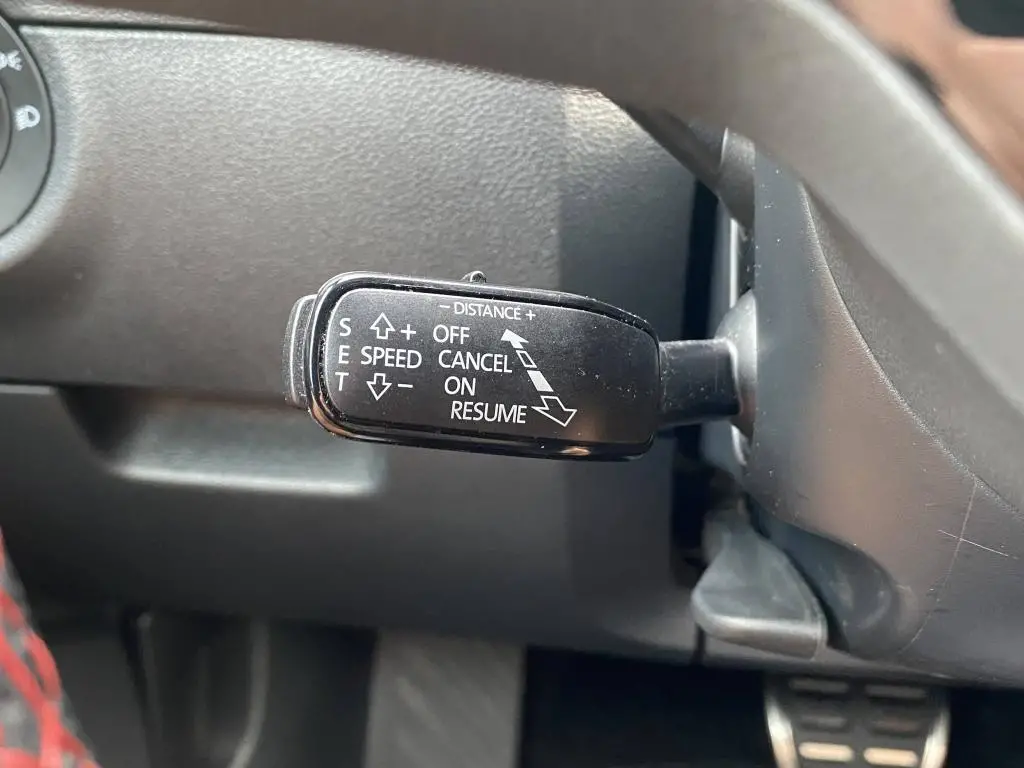 − DISTANCE +
S + OFF
E SPEED CANCEL
T − ON
RESUME